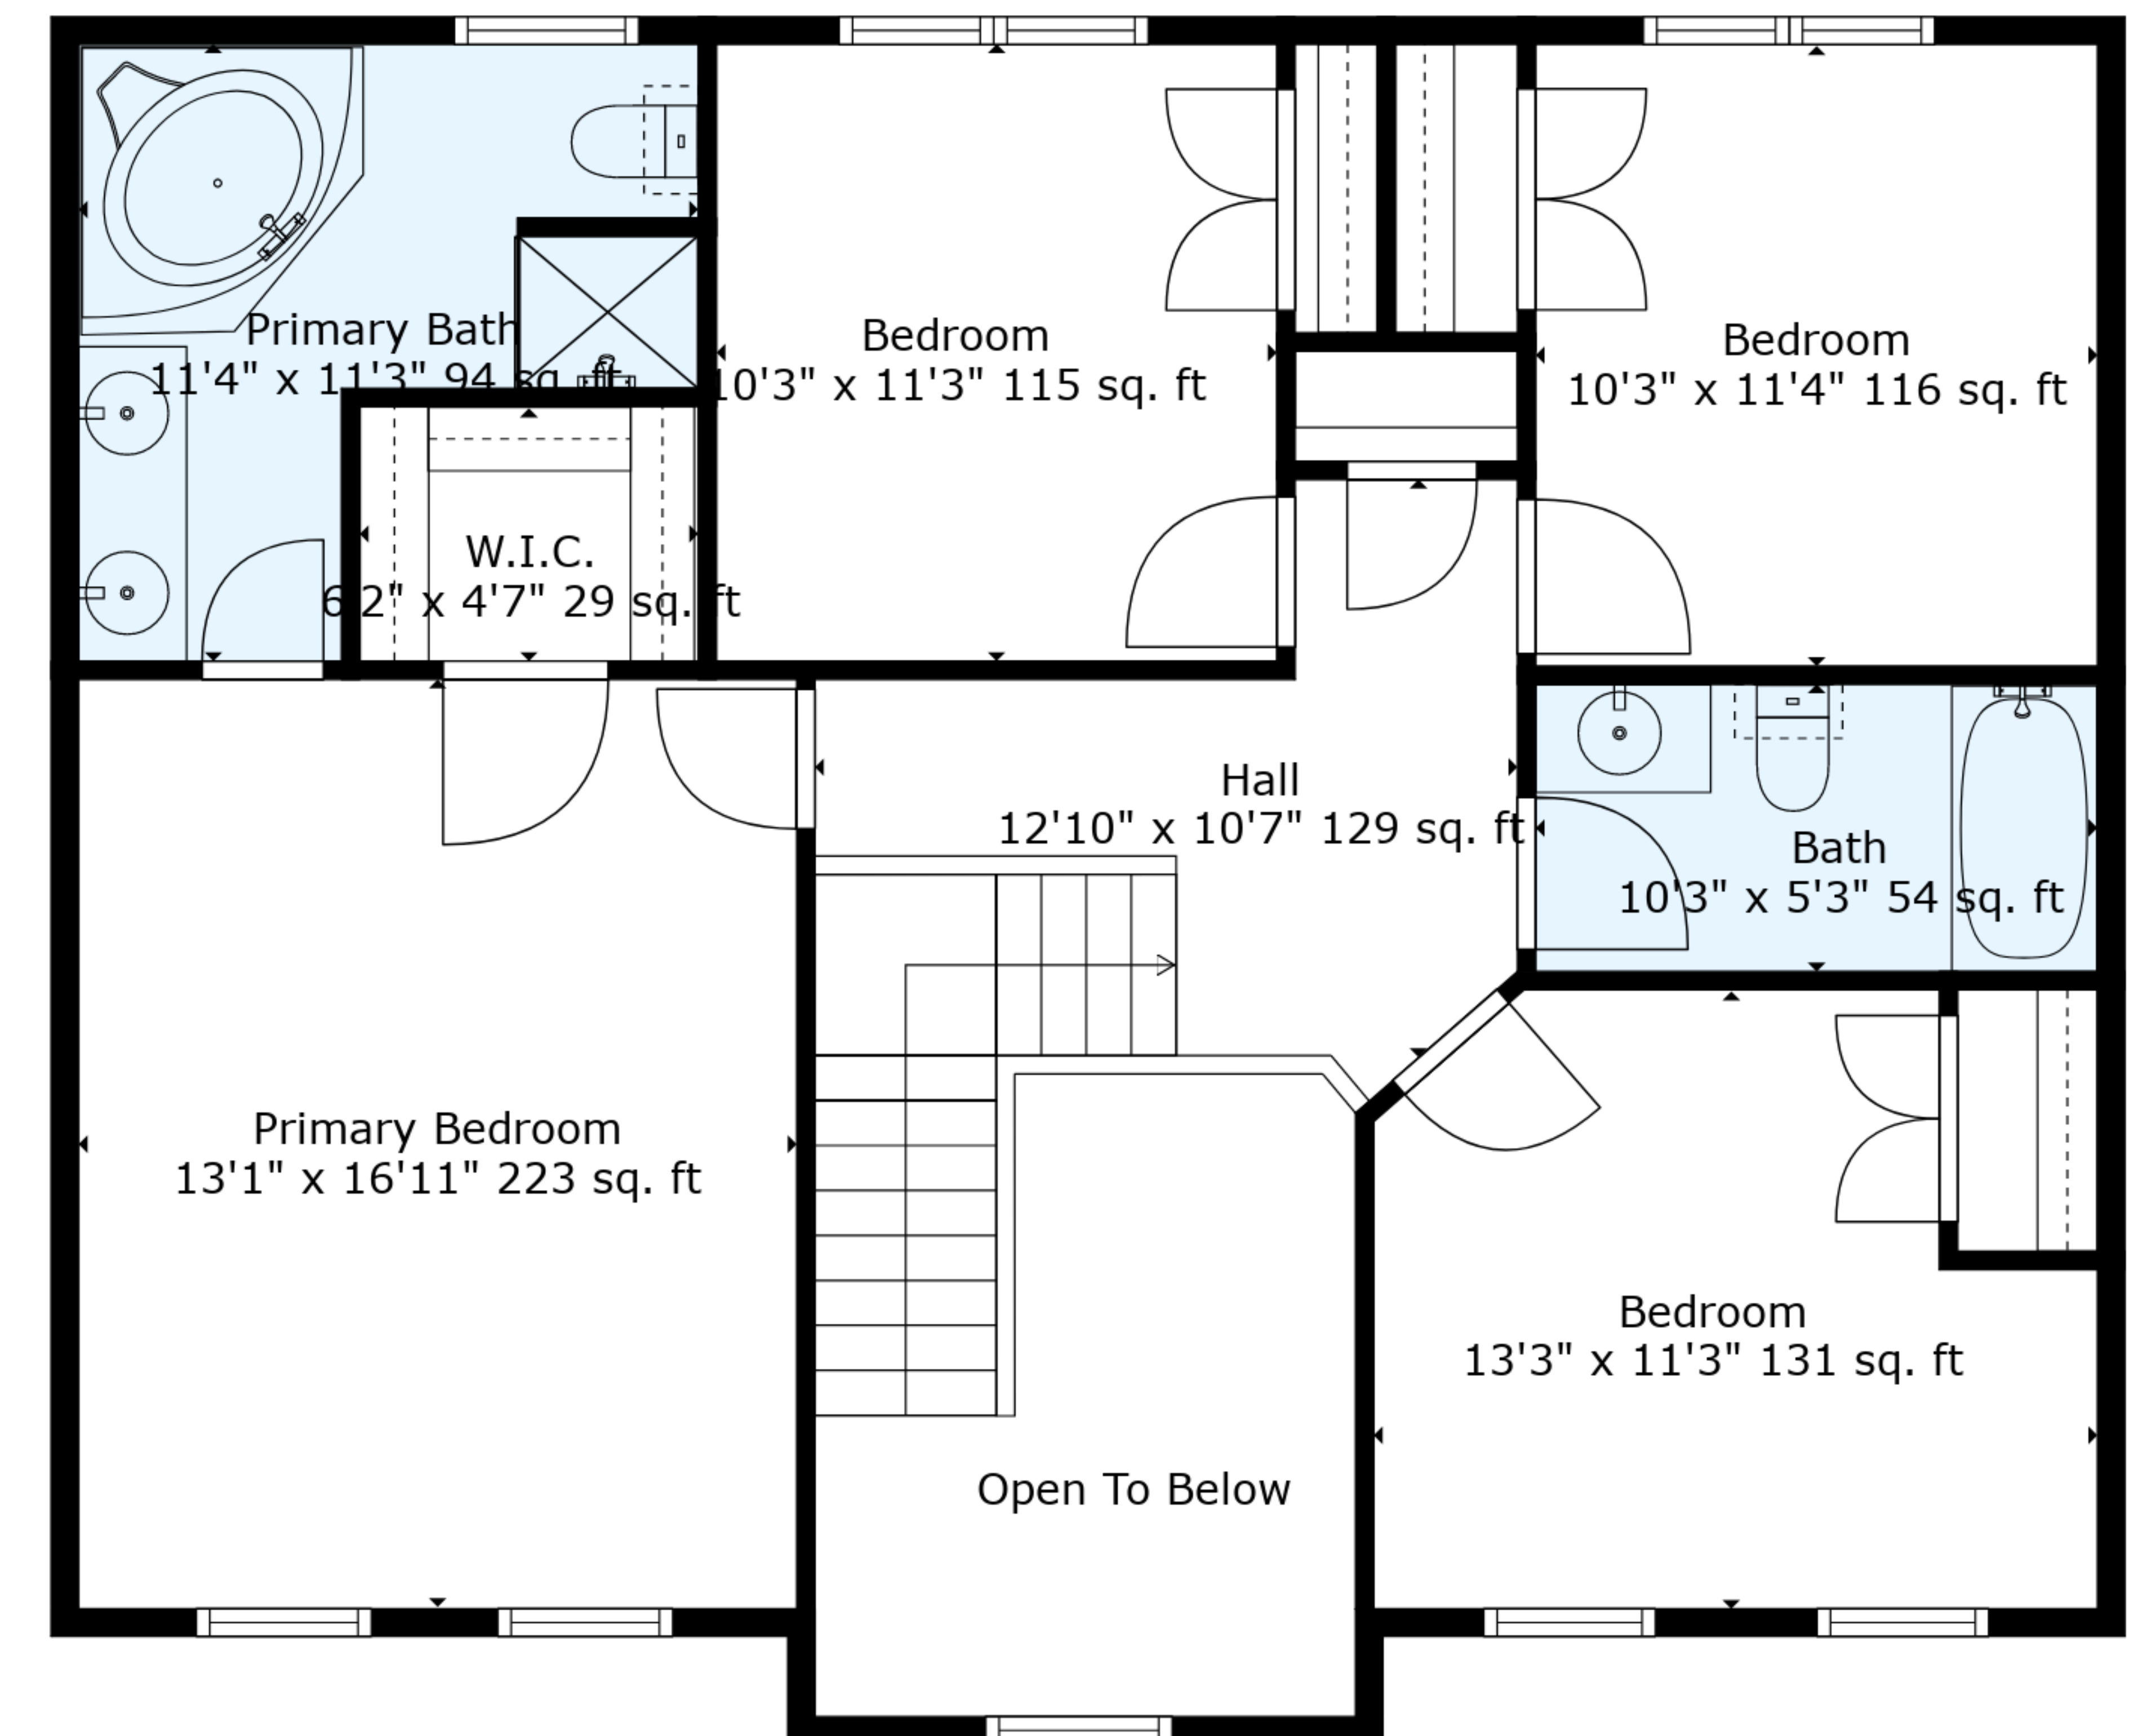 Primary Bath
11'4" x 11'3" 94 sq. ft
Bedroom
10'3" x 11'3" 115 sq. ft
Bedroom
10'3" x 11'4" 116 sq. ft
W.I.C.
6'2" x 4'7" 29 sq. ft
Hall
12'10" x 10'7" 129 sq. ft
Bath
10'3" x 5'3" 54 sq. ft
Primary Bedroom
13'1" x 16'11" 223 sq. ft
Bedroom
13'3" x 11'3" 131 sq. ft
Open To Below